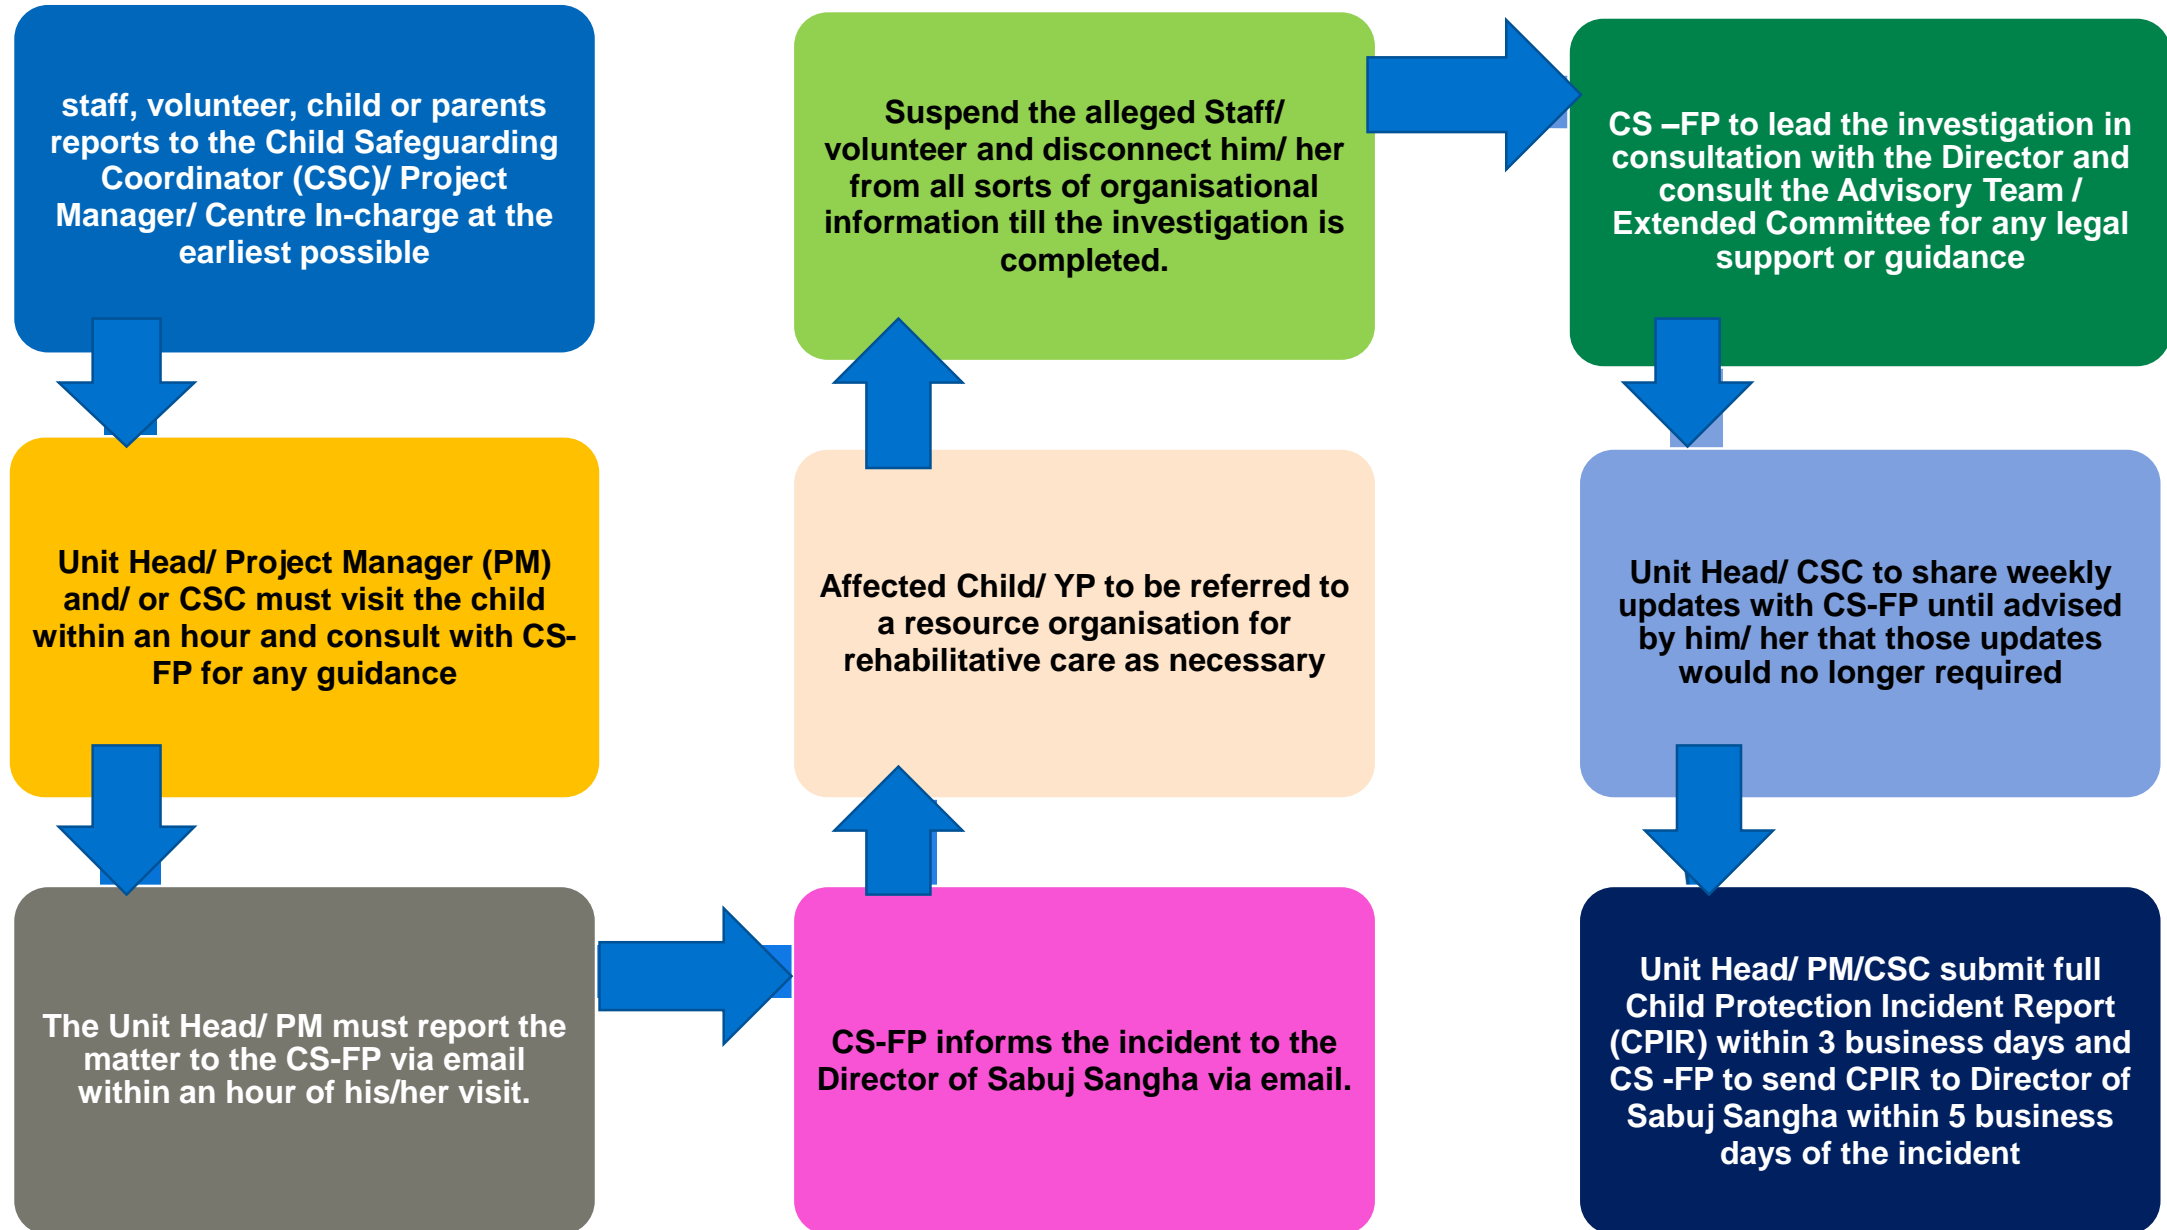 staff, volunteer, child or parents
reports to the Child Safeguarding
Coordinator (CSC)/ Project
Manager/ Centre In-charge at the
earliest possible
Unit Head/ Project Manager (PM)
and/ or CSC must visit the child
within an hour and consult with CS-
FP for any guidance
The Unit Head/ PM must report the
matter to the CS-FP via email
within an hour of his/her visit.
CS-FP informs the incident to the
Director of Sabuj Sangha via email.
Affected Child/ YP to be referred to
a resource organisation for
rehabilitative care as necessary
Suspend the alleged Staff/
volunteer and disconnect him/ her
from all sorts of organisational
information till the investigation is
completed.
CS –FP to lead the investigation in
consultation with the Director and
consult the Advisory Team /
Extended Committee for any legal
support or guidance
Unit Head/ CSC to share weekly
updates with CS-FP until advised
by him/ her that those updates
would no longer required
Unit Head/ PM/CSC submit full
Child Protection Incident Report
(CPIR) within 3 business days and
CS -FP to send CPIR to Director of
Sabuj Sangha within 5 business
days of the incident